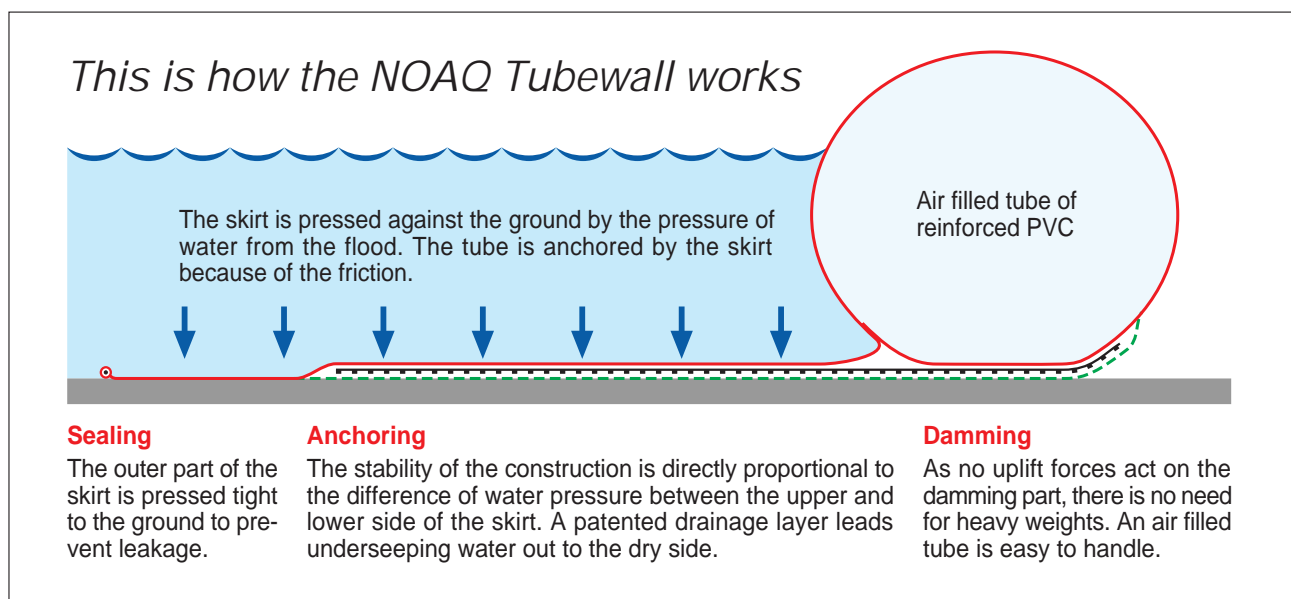 This is how the NOAQ Tubewall works
Air filled tube of
reinforced PVC
The skirt is pressed against the ground by the pressure of
water from the flood. The tube is anchored by the skirt
because of the friction.
Sealing
The outer part of the
skirt is pressed tight
to the ground to pre-
vent leakage.
Anchoring
The stability of the construction is directly proportional to
the difference of water pressure between the upper and
lower side of the skirt. A patented drainage layer leads
underseeping water out to the dry side.
Damming
As no uplift forces act on the
damming part, there is no need
for heavy weights. An air filled
tube is easy to handle.